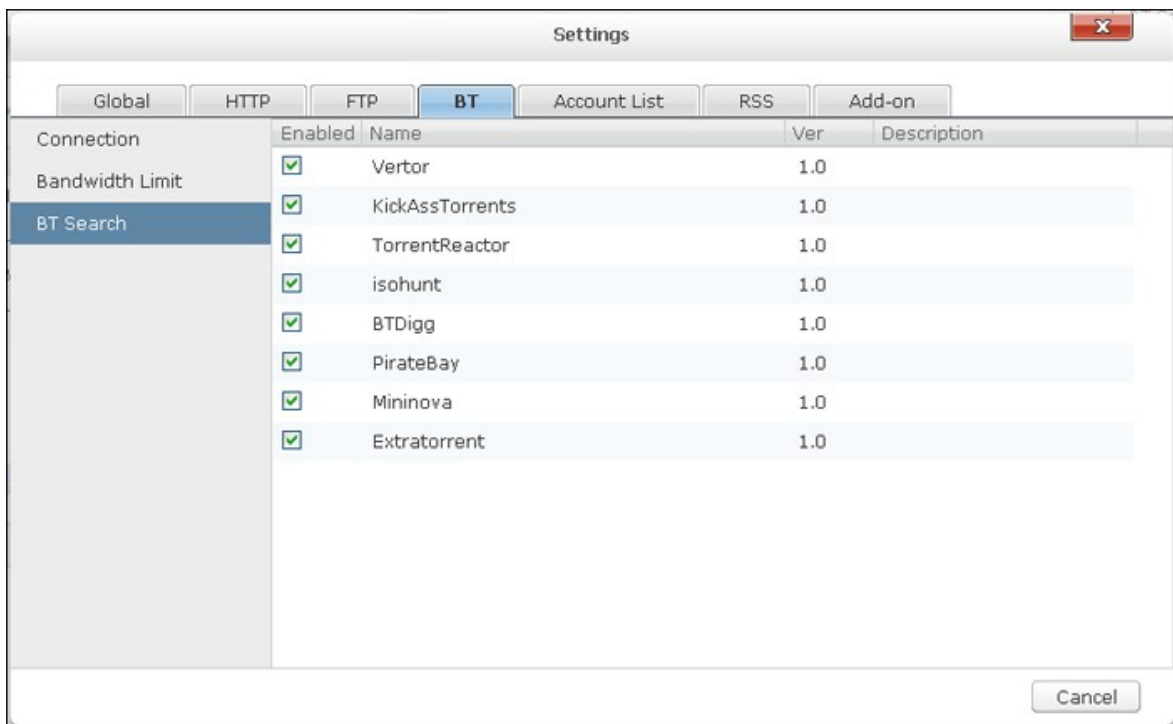 Settings
X
Global HTTP FTP BT Account List RSS Add-on
Connection
Bandwidth Limit
BT Search
Enabled Name Ver Description
Vertor 1.0
KickAssTorrents 1.0
TorrentReactor 1.0
isohunt 1.0
BTDigg 1.0
PirateBay 1.0
Mininova 1.0
Extratorrent 1.0
Cancel